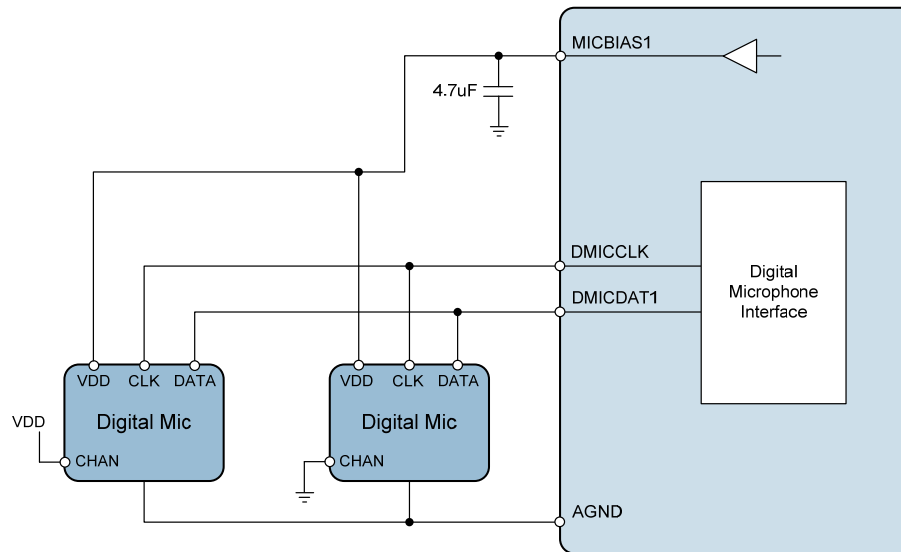 MICBIAS1
4.7uF
DMICCLK
DMICDAT1
Digital
Microphone
Interface
VDD CLK DATA
Digital Mic
VDD
CHAN
VDD CLK DATA
Digital Mic
CHAN
AGND